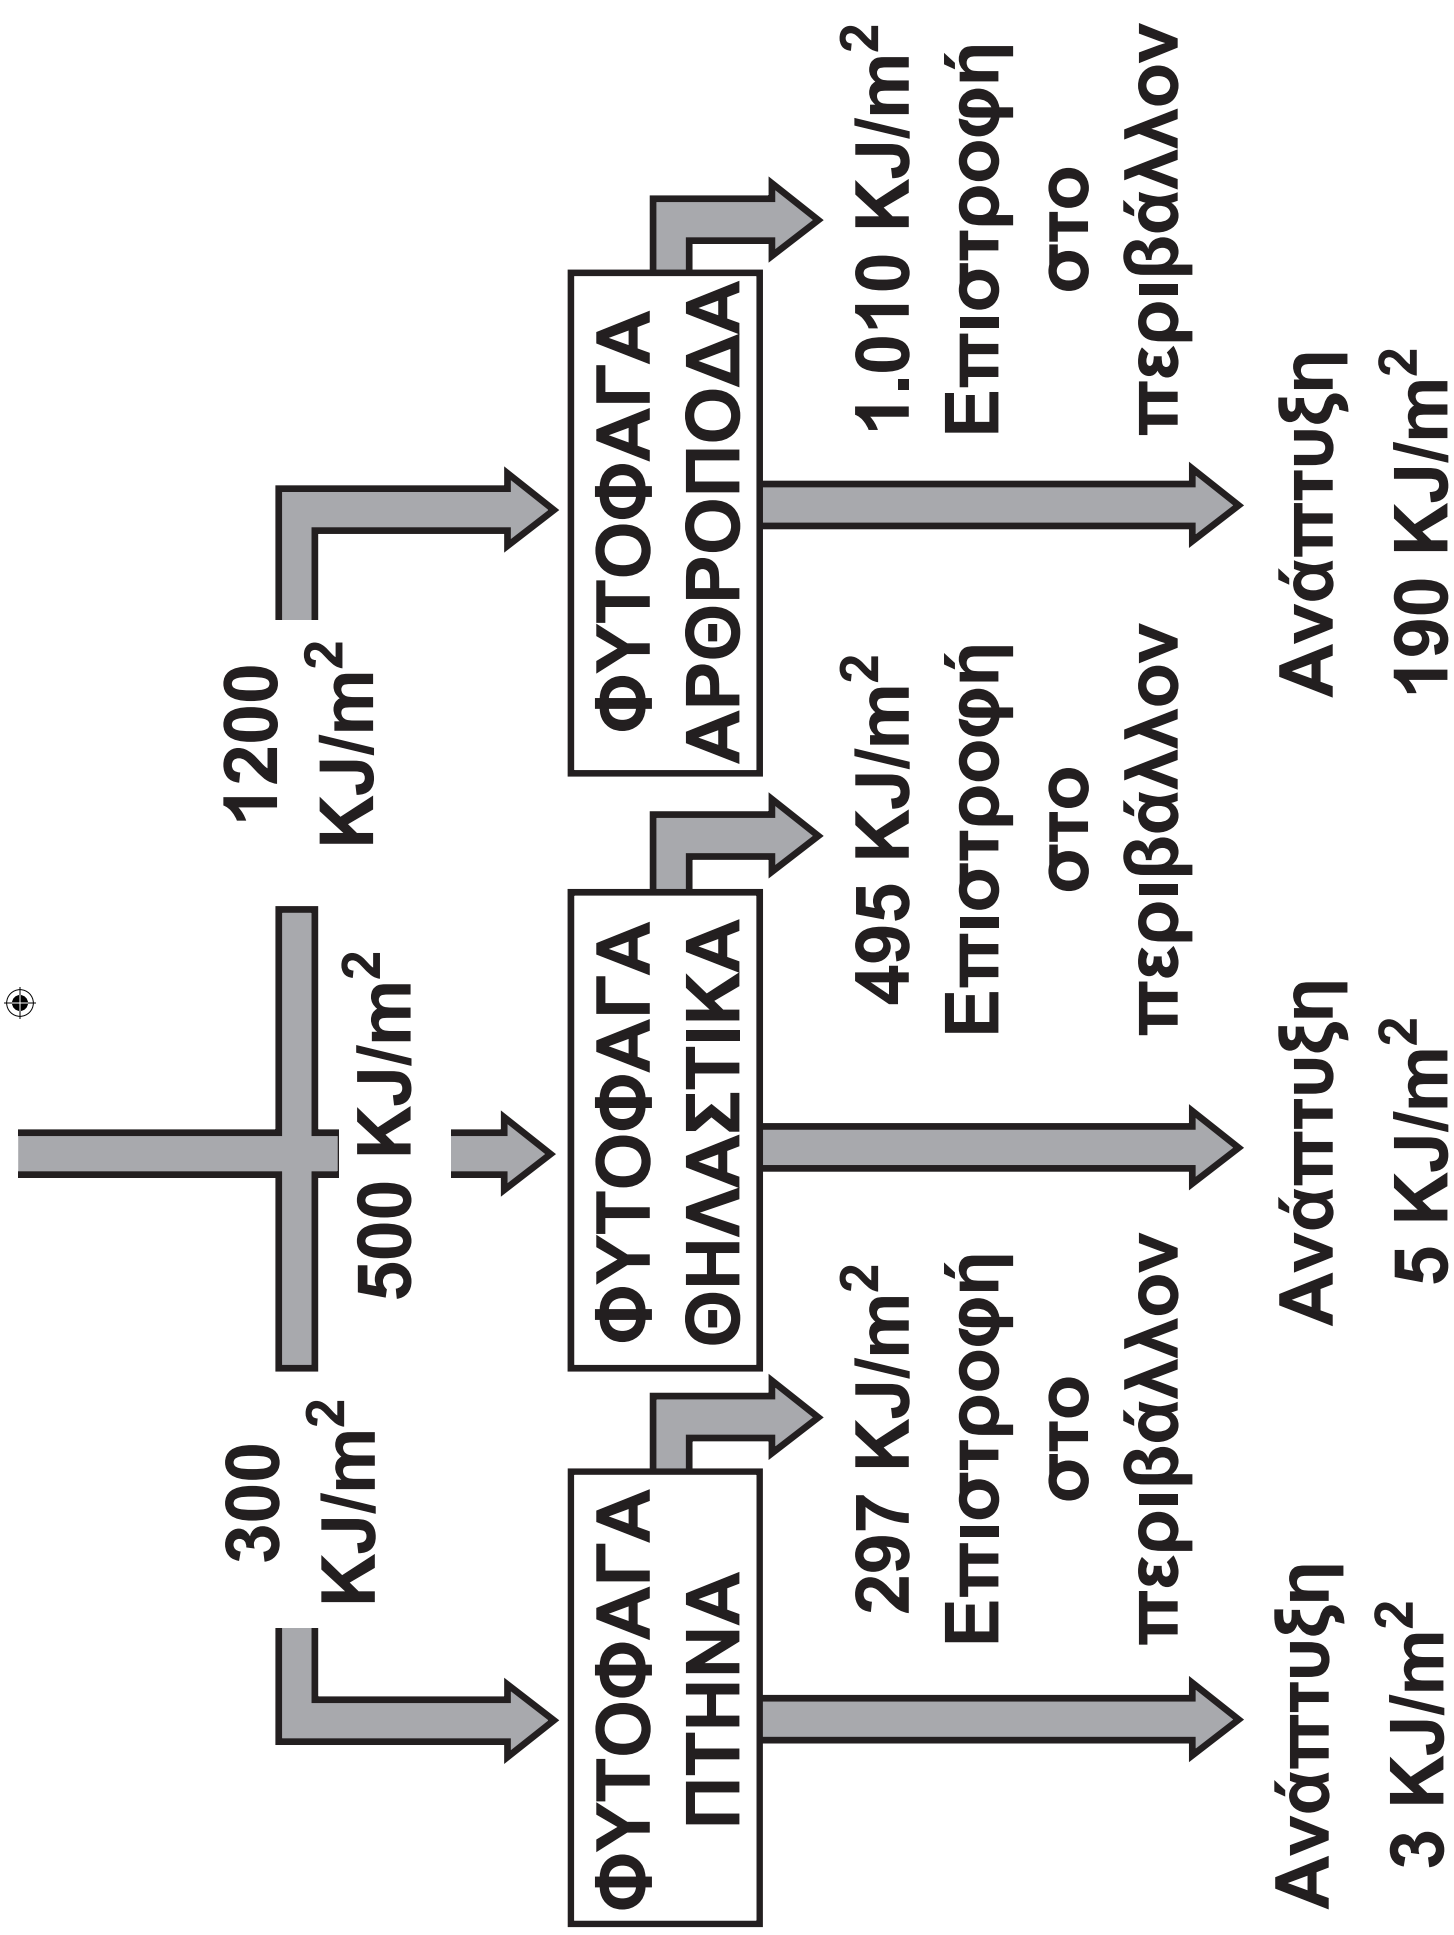 300
KJ/m²
500 KJ/m²
1200
KJ/m²
ΦΥΤΟΦΑΓΑ
ΠΤΗΝΑ
ΦΥΤΟΦΑΓΑ
ΘΗΛΑΣΤΙΚΑ
ΦΥΤΟΦΑΓΑ
ΑΡΘΡΟΠΟΔΑ
297 KJ/m²
Επιστροφή
στο
περιβάλλον
495 KJ/m²
Επιστροφή
στο
περιβάλλον
1.010 KJ/m²
Επιστροφή
στο
περιβάλλον
Ανάπτυξη
3 KJ/m²
Ανάπτυξη
5 KJ/m²
Ανάπτυξη
190 KJ/m²